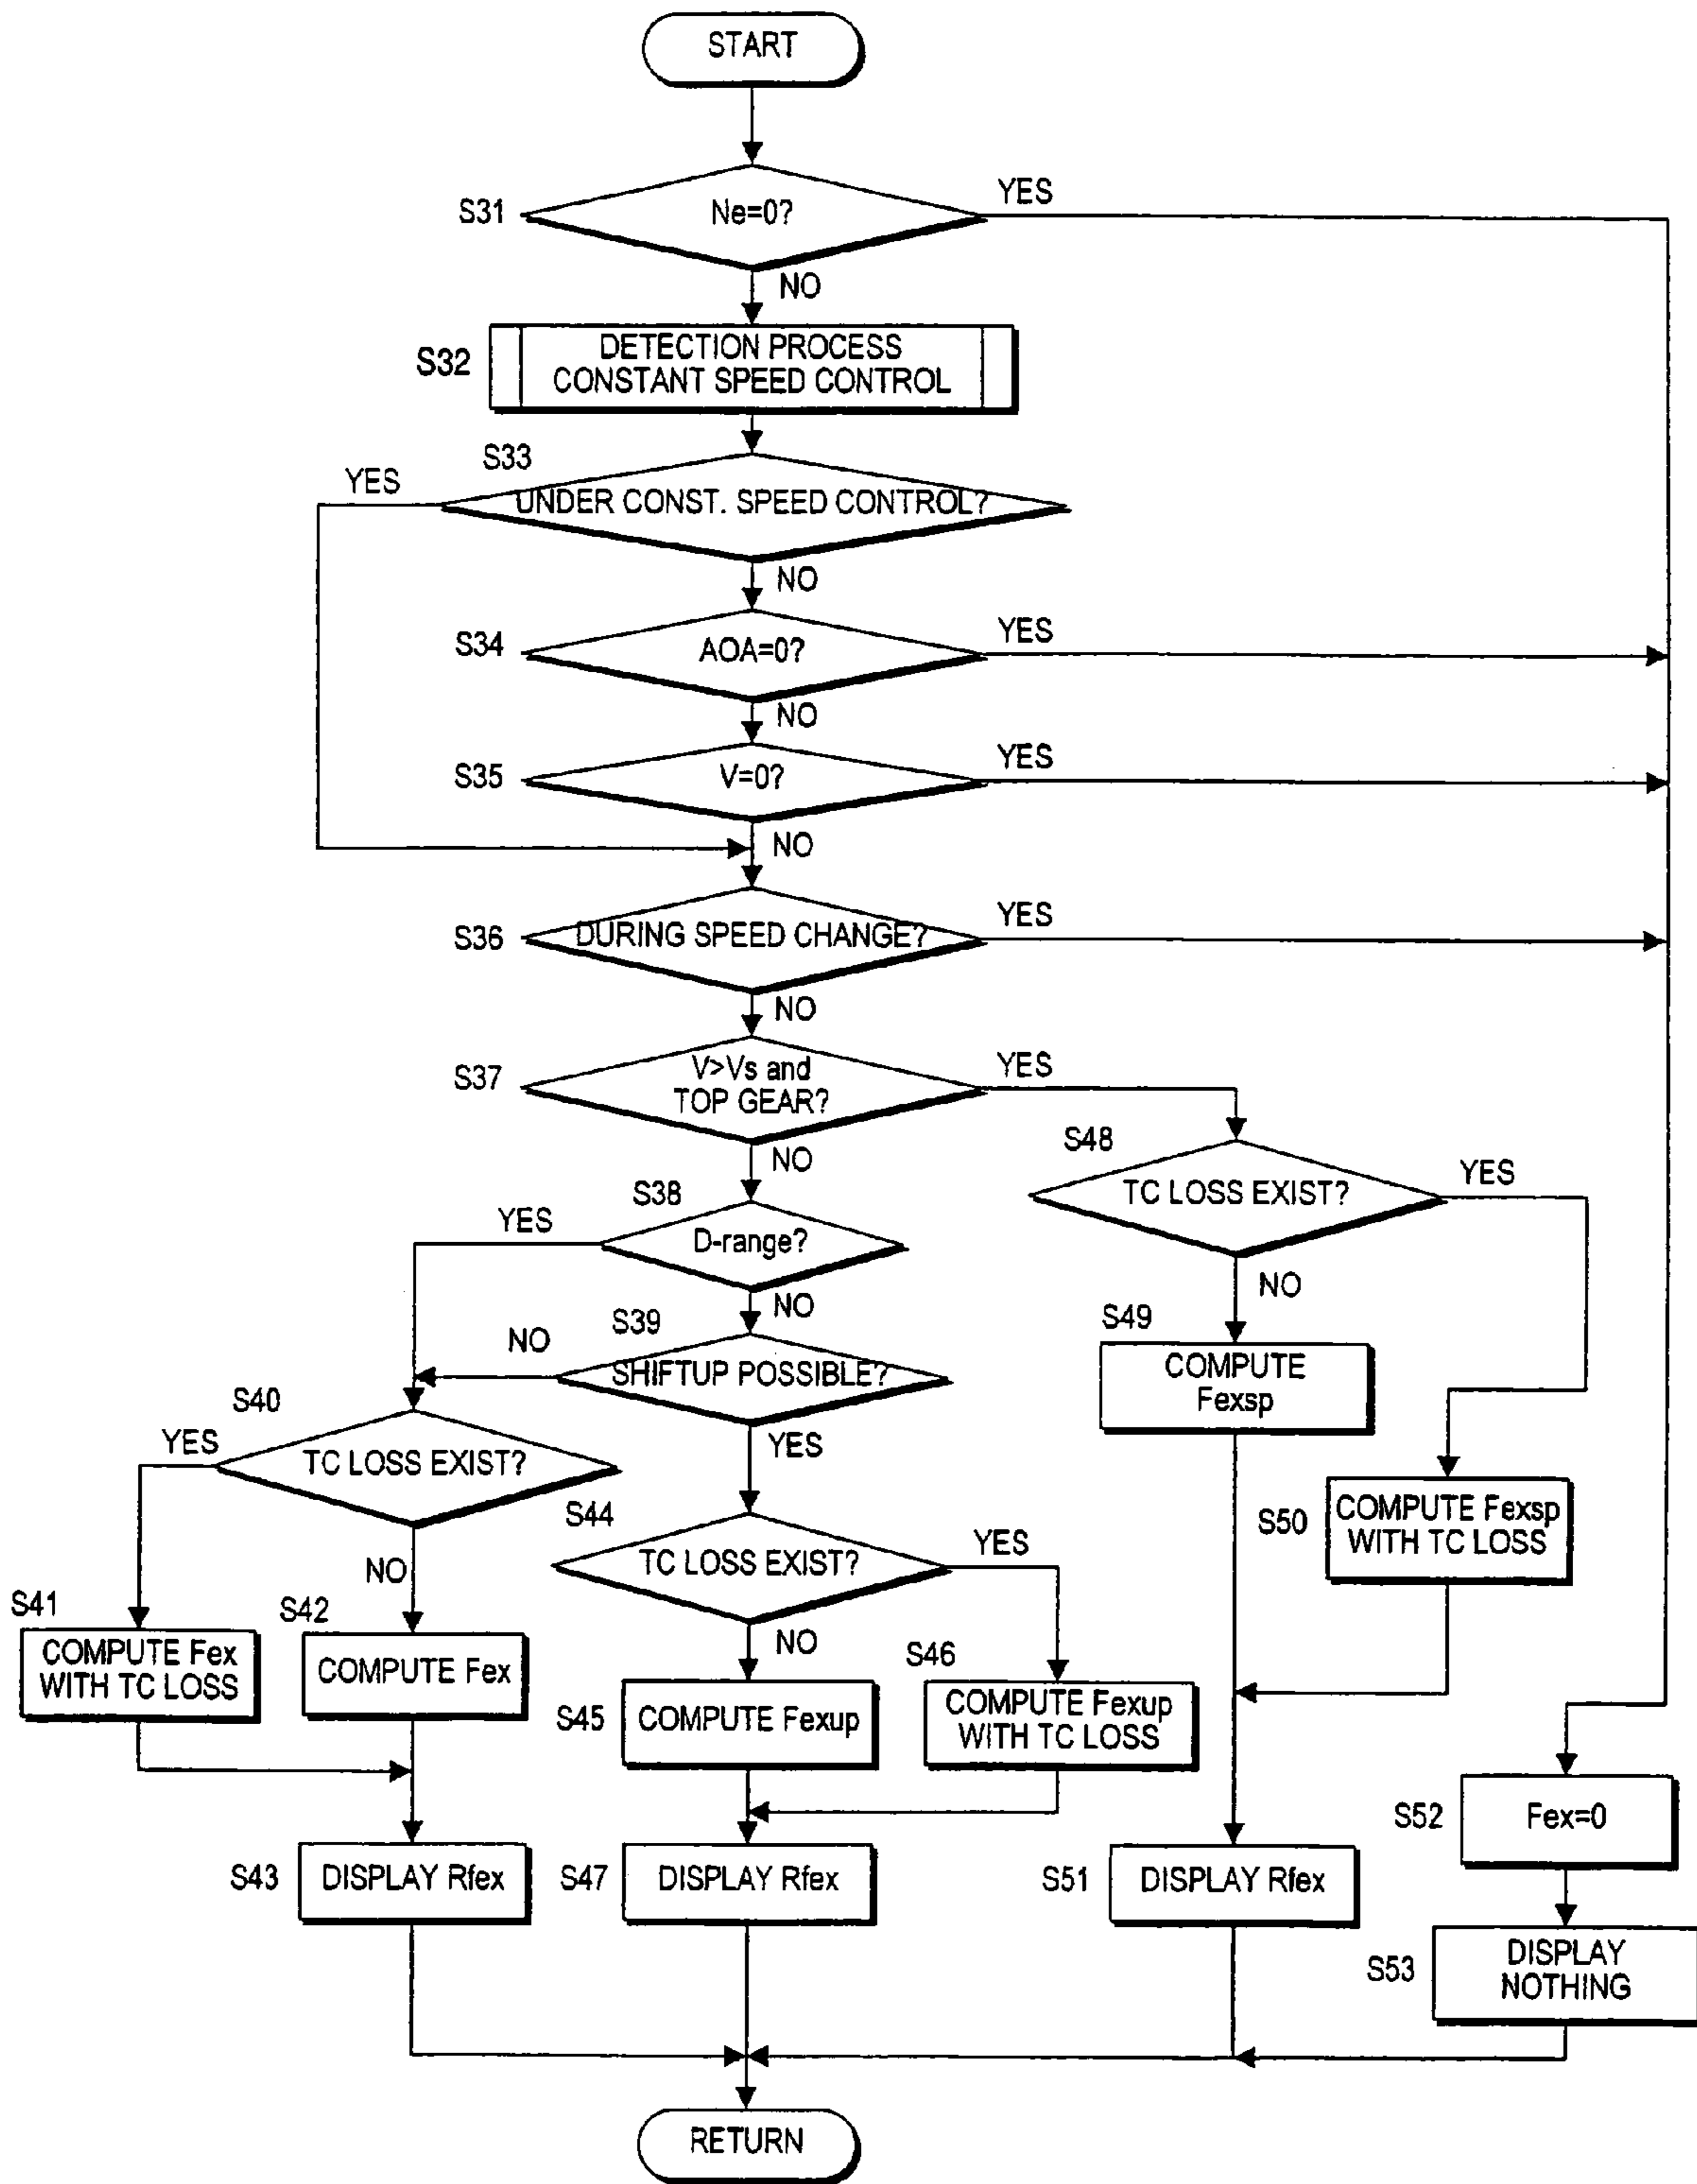 START
S31
Ne=0?
YES
NO
S32
DETECTION PROCESS
CONSTANT SPEED CONTROL
S33
YES
UNDER CONST. SPEED CONTROL?
NO
S34
AOA=0?
YES
NO
S35
V=0?
YES
NO
S36
DURING SPEED CHANGE?
YES
NO
S37
V>Vs and
TOP GEAR?
YES
NO
S48
TC LOSS EXIST?
YES
NO
S38
YES
D-range?
NO
S39
NO
SHIFTUP POSSIBLE?
YES
S49
COMPUTE
Fexsp
S40
YES
TC LOSS EXIST?
NO
S44
TC LOSS EXIST?
YES
NO
S50
COMPUTE Fexsp
WITH TC LOSS
S41
COMPUTE Fex
WITH TC LOSS
S42
COMPUTE Fex
S45
COMPUTE Fexup
S46
COMPUTE Fexup
WITH TC LOSS
S52
Fex=0
S43
DISPLAY Rfex
S47
DISPLAY Rfex
S51
DISPLAY Rfex
S53
DISPLAY
NOTHING
RETURN